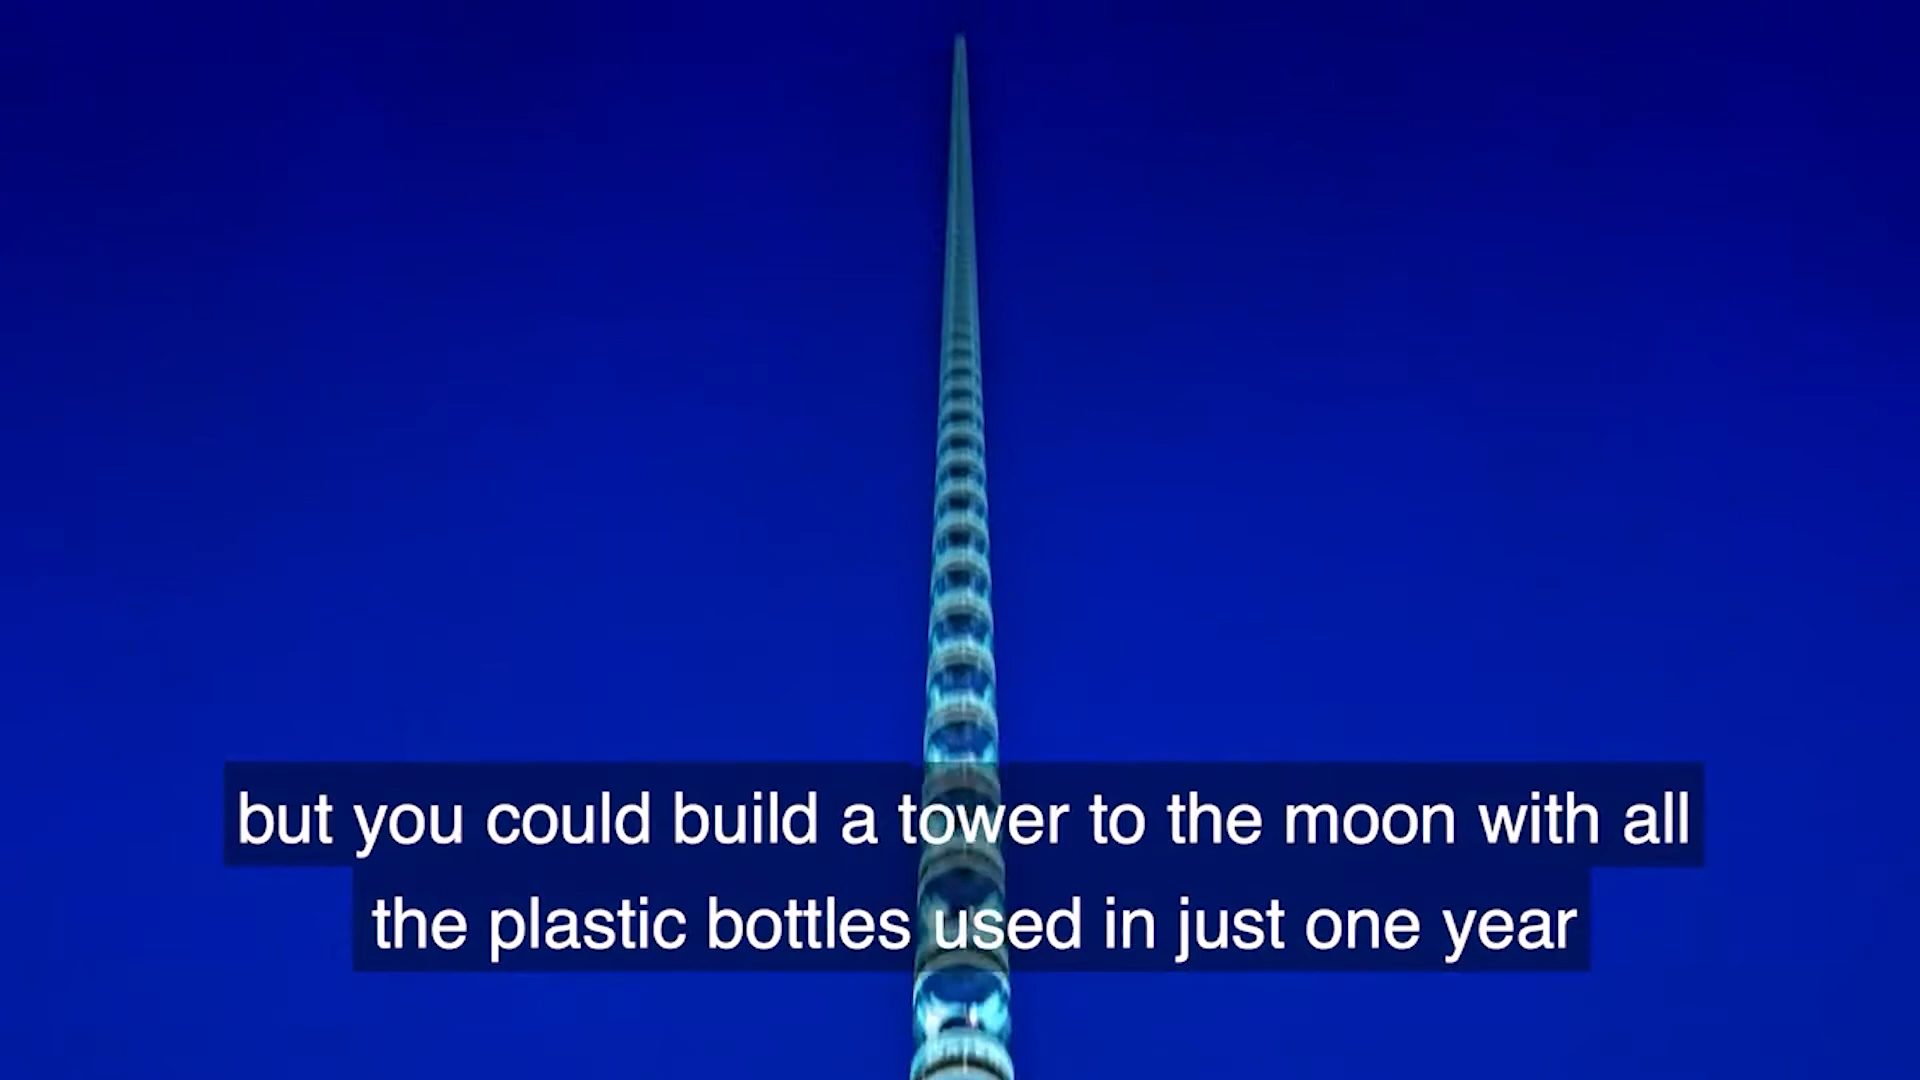 but you could build a tower to the moon with all
the plastic bottles used in just one year